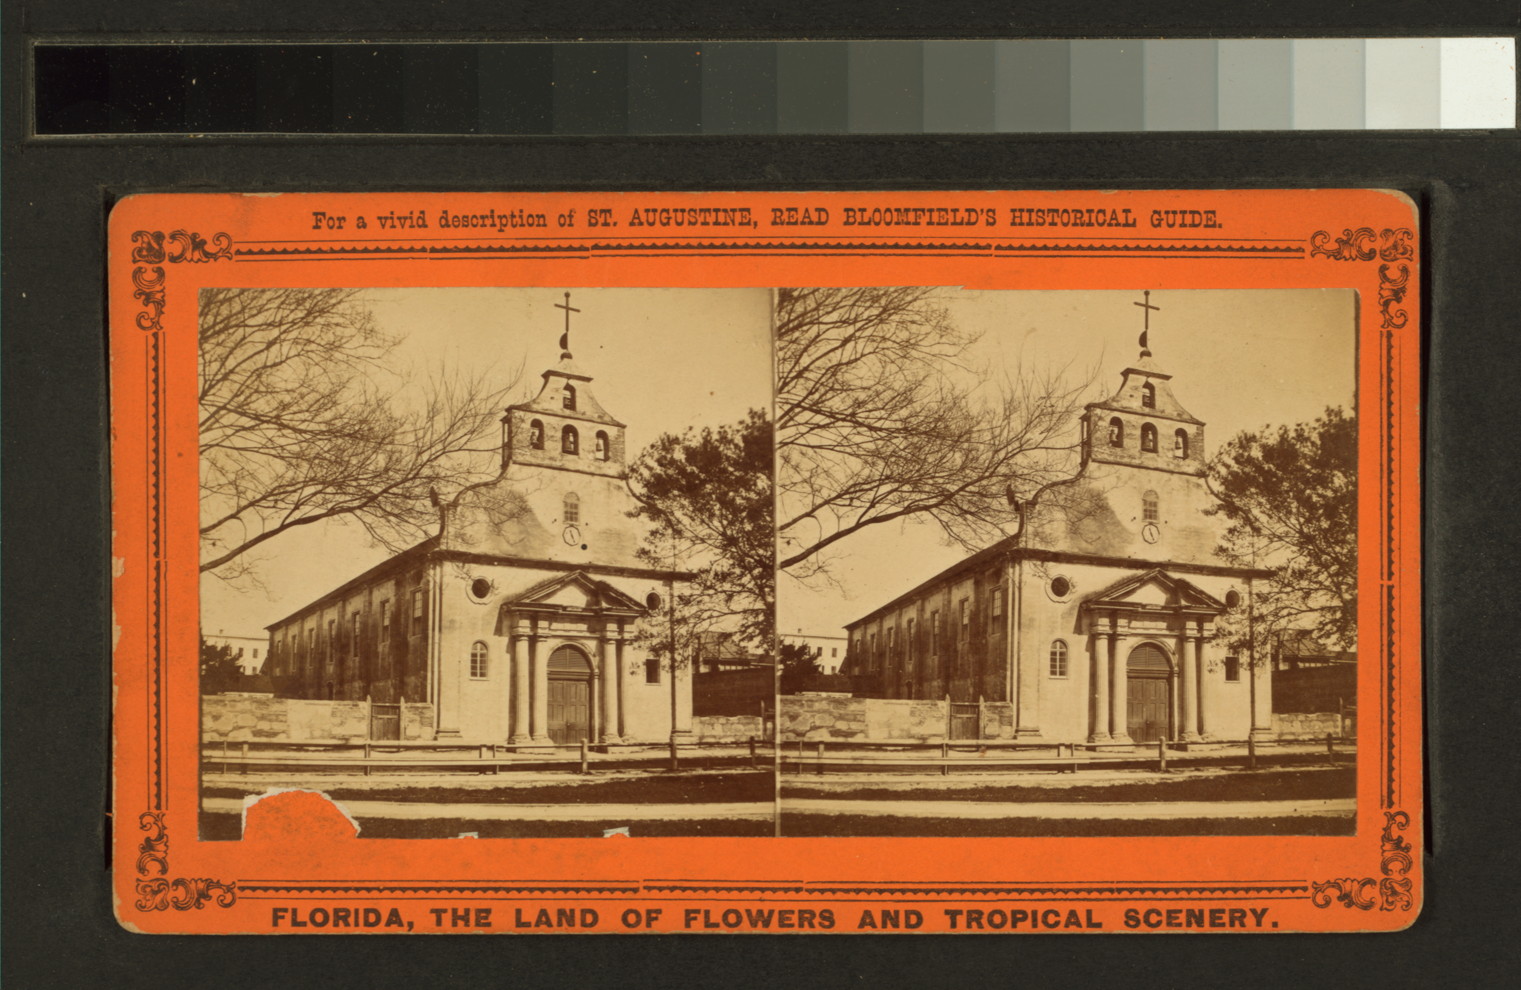 For a vivid description of ST. AUGUSTINE, READ BLOOMFIELD'S HISTORICAL GUIDE.
FLORIDA, THE LAND OF FLOWERS AND TROPICAL SCENERY.